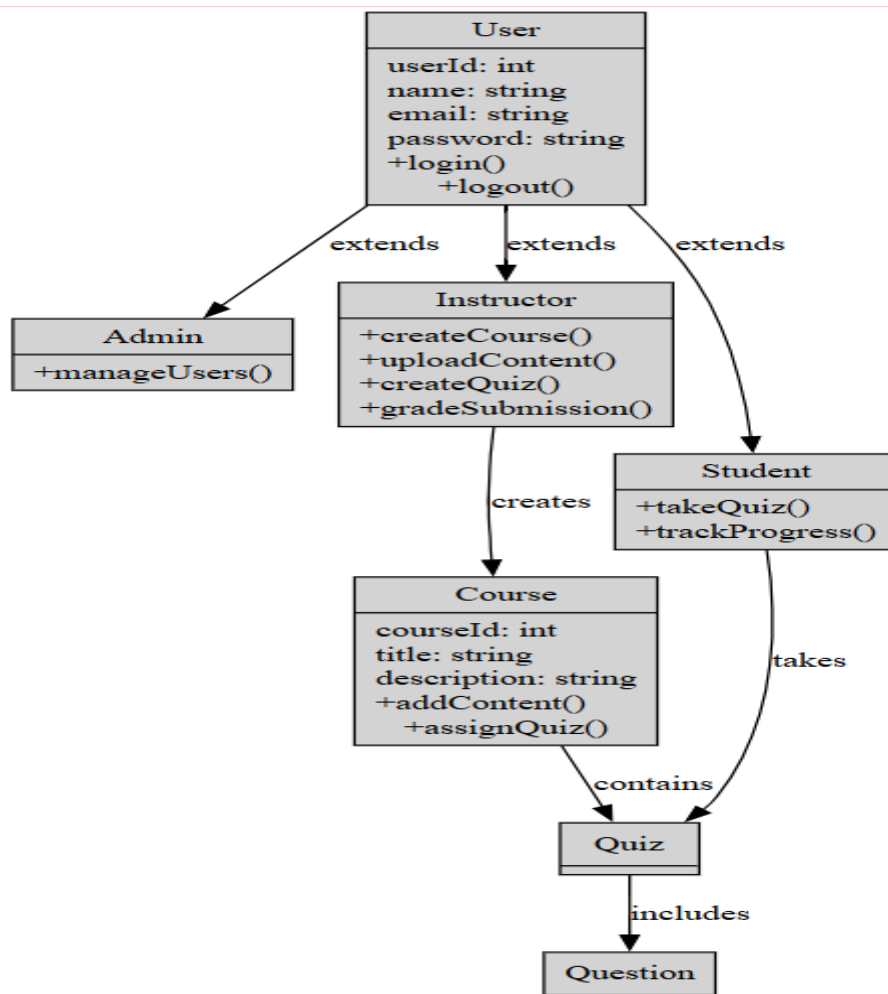 User
userId: int
name: string
email: string
password: string
+login()
+logout()
extends
extends
extends
Admin
+manageUsers()
Instructor
+createCourse()
+uploadContent()
+createQuiz()
+gradeSubmission()
Student
+takeQuiz()
+trackProgress()
creates
Course
courseId: int
title: string
description: string
+addContent()
+assignQuiz()
takes
contains
Quiz
includes
Question